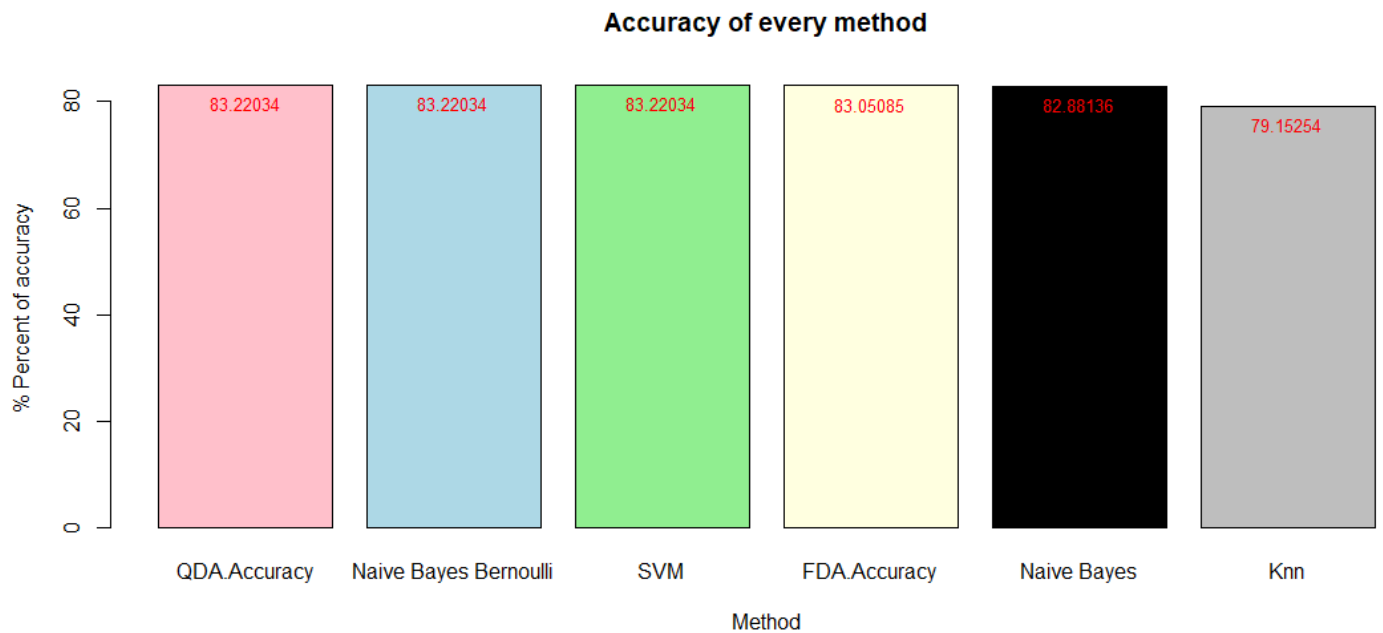 Accuracy of every method
% Percent of accuracy
80
60
40
20
0
83.22034
83.22034
83.22034
83.05085
82.88136
79.15254
QDA.Accuracy
Naive Bayes Bernoulli
SVM
FDA.Accuracy
Naive Bayes
Knn
Method